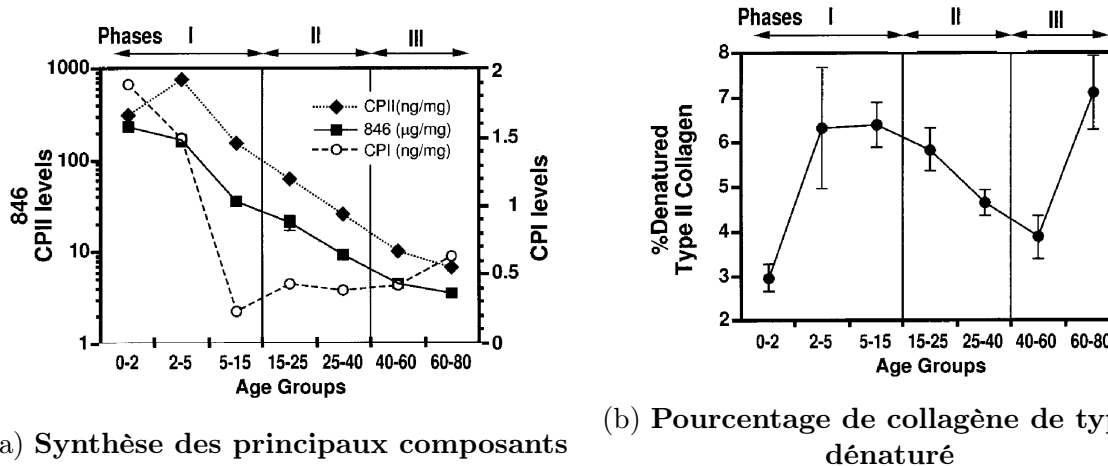 Phases I II III
1000
100
10
1
846
CPII levels
CPII(ng/mg)
846 (μg/mg)
CPI (ng/mg)
2
1.5
1
0.5
0
CPI levels
0-2 2-5 5-15 15-25 25-40 40-60 60-80
Age Groups
a) Synthèse des principaux composants
Phases I II III
8
7
6
5
4
3
2
%Denatured
Type II Collagen
0-2 2-5 5-15 15-25 25-40 40-60 60-80
Age Groups
(b) Pourcentage de collagène de typ
dénaturé